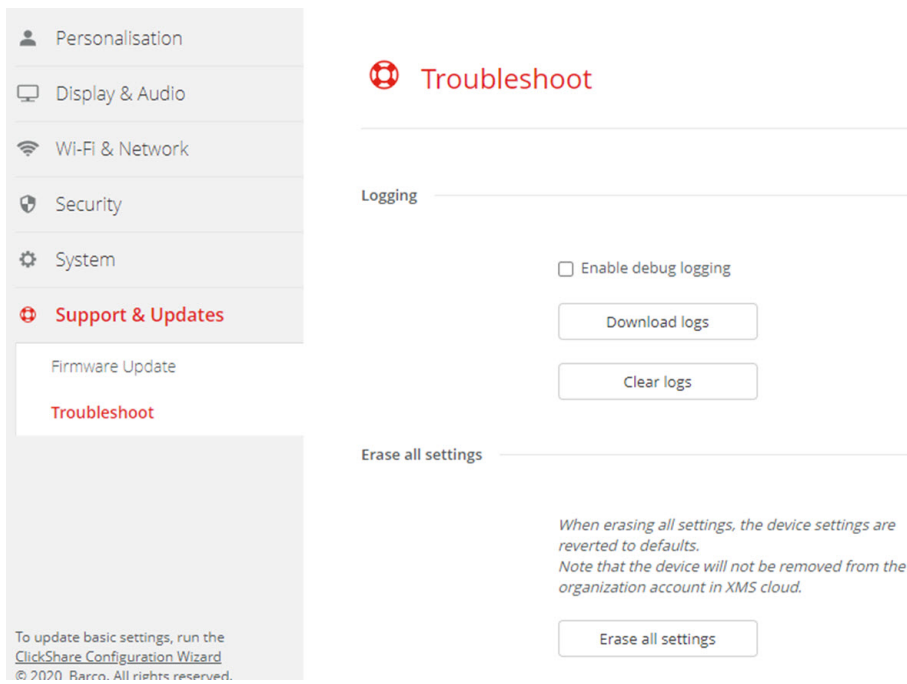 Personalisation
Display & Audio
Wi-Fi & Network
Security
System
Support & Updates
Firmware Update
Troubleshoot
To update basic settings, run the
ClickShare Configuration Wizard
© 2020 Barco. All rights reserved.
Troubleshoot
Logging
Enable debug logging
Download logs
Clear logs
Erase all settings
When erasing all settings, the device settings are
reverted to defaults.
Note that the device will not be removed from the
organization account in XMS cloud.
Erase all settings